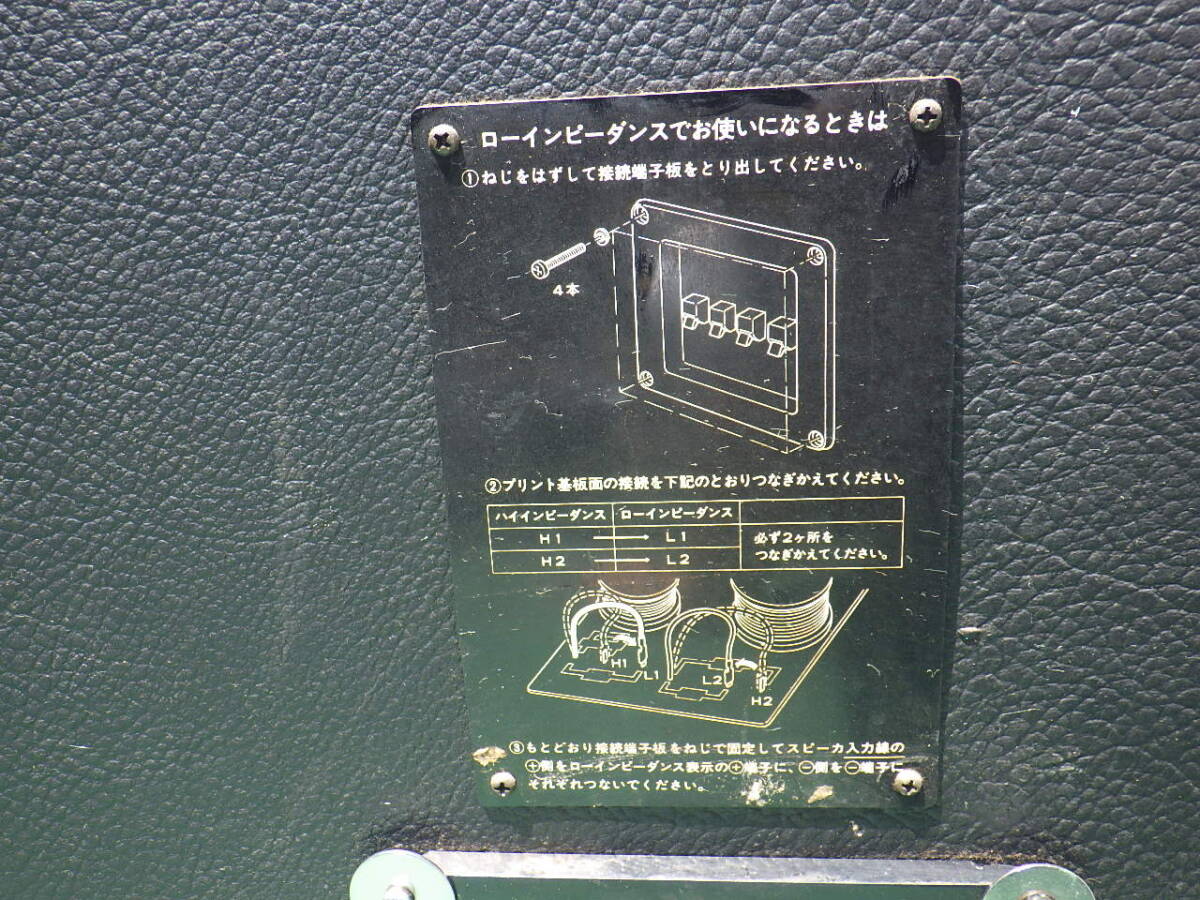 ローインピーダンスでお使いになるときは
①ねじをはずして接続端子板をとり出してください。
4本
②プリント基板面の接続を下記のとおりつなぎかえてください。
ハイインピーダンス ローインピーダンス
H1 → L1 必ず2ヶ所を
H2 → L2 つなぎかえてください。
H1 L1 L2 H2
③もとどおり接続端子板をねじで固定してスピーカ入力線の
⊕側をローインピーダンス表示の⊕端子に、⊖側を⊖端子に
それぞれつないてください。